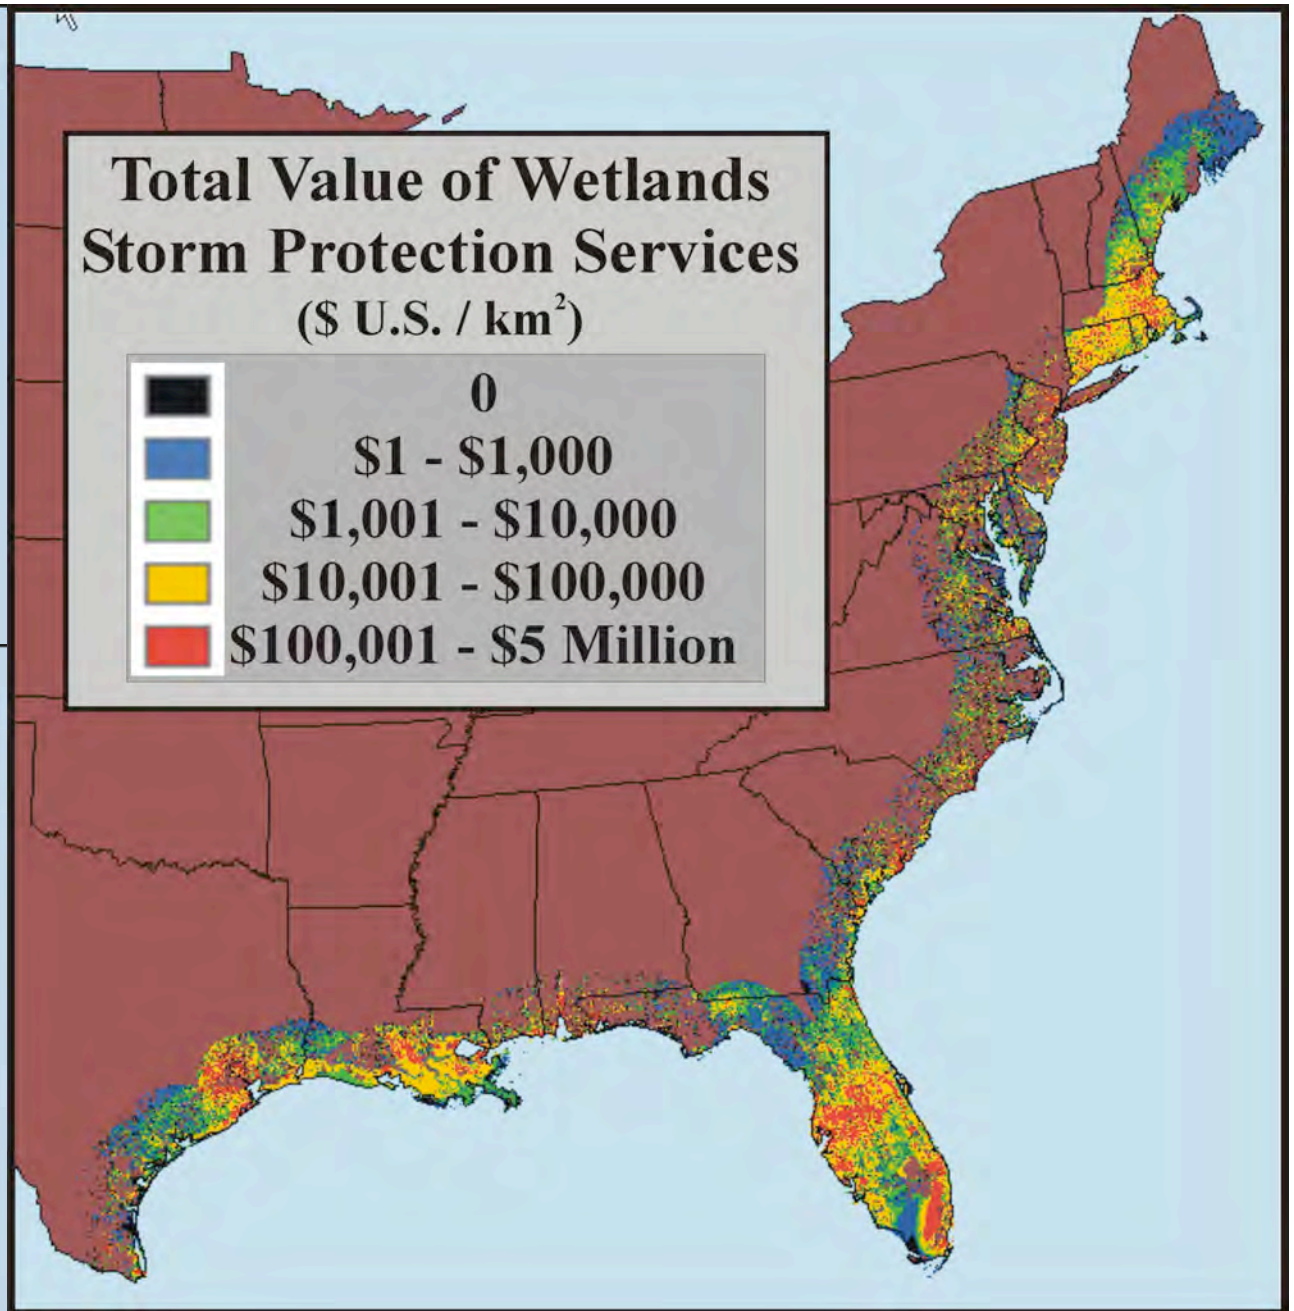 Total Value of Wetlands
Storm Protection Services
($ U.S. / km²)
0
$1 - $1,000
$1,001 - $10,000
$10,001 - $100,000
$100,001 - $5 Million